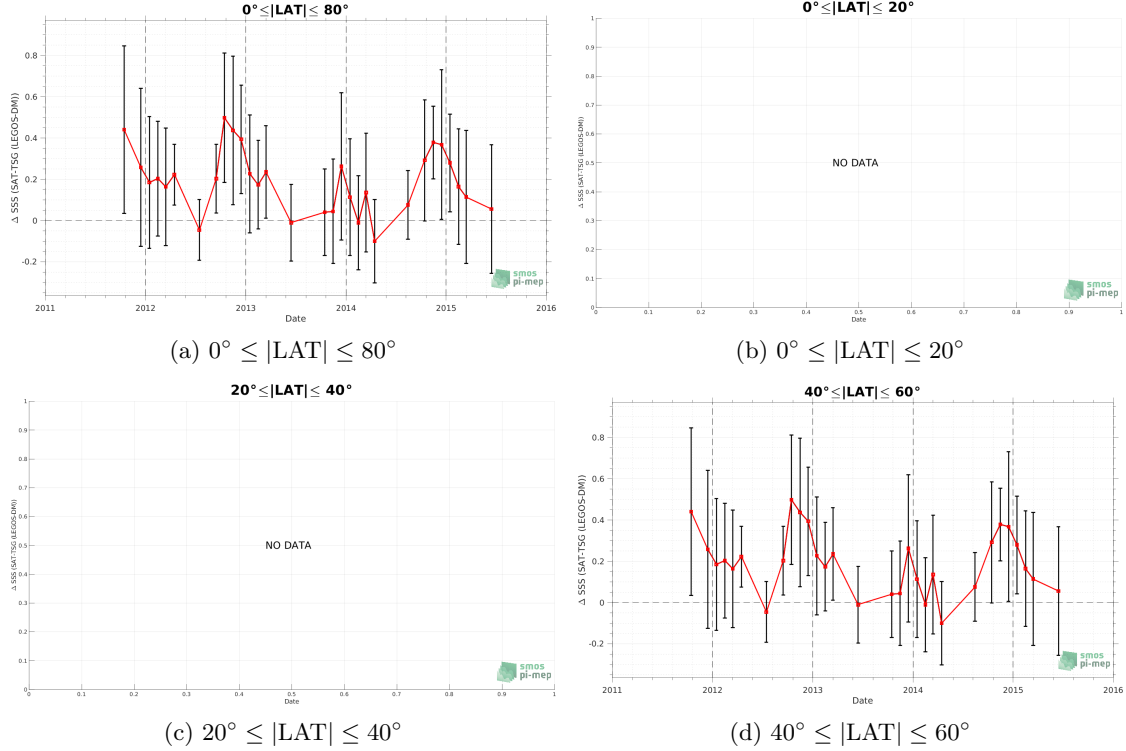 0°≤|LAT|≤ 80°
Δ SSS (SAT-TSG (LEGOS-DM))
0.8
0.6
0.4
0.2
0
-0.2
2011 2012 2013 2014 2015 2016
Date
smos
pi-mep
(a) 0° ≤ |LAT| ≤ 80°
0°≤|LAT|≤ 20°
Δ SSS (SAT-TSG (LEGOS-DM))
1
0.9
0.8
0.7
0.6
0.5
0.4
0.3
0.2
0.1
0
NO DATA
0 0.1 0.2 0.3 0.4 0.5 0.6 0.7 0.8 0.9 1
Date
smos
pi-mep
(b) 0° ≤ |LAT| ≤ 20°
20°≤|LAT|≤ 40°
Δ SSS (SAT-TSG (LEGOS-DM))
1
0.9
0.8
0.7
0.6
0.5
0.4
0.3
0.2
0.1
0
NO DATA
0 0.1 0.2 0.3 0.4 0.5 0.6 0.7 0.8 0.9 1
Date
smos
pi-mep
(c) 20° ≤ |LAT| ≤ 40°
40°≤|LAT|≤ 60°
Δ SSS (SAT-TSG (LEGOS-DM))
0.8
0.6
0.4
0.2
0
-0.2
2011 2012 2013 2014 2015 2016
Date
smos
pi-mep
(d) 40° ≤ |LAT| ≤ 60°